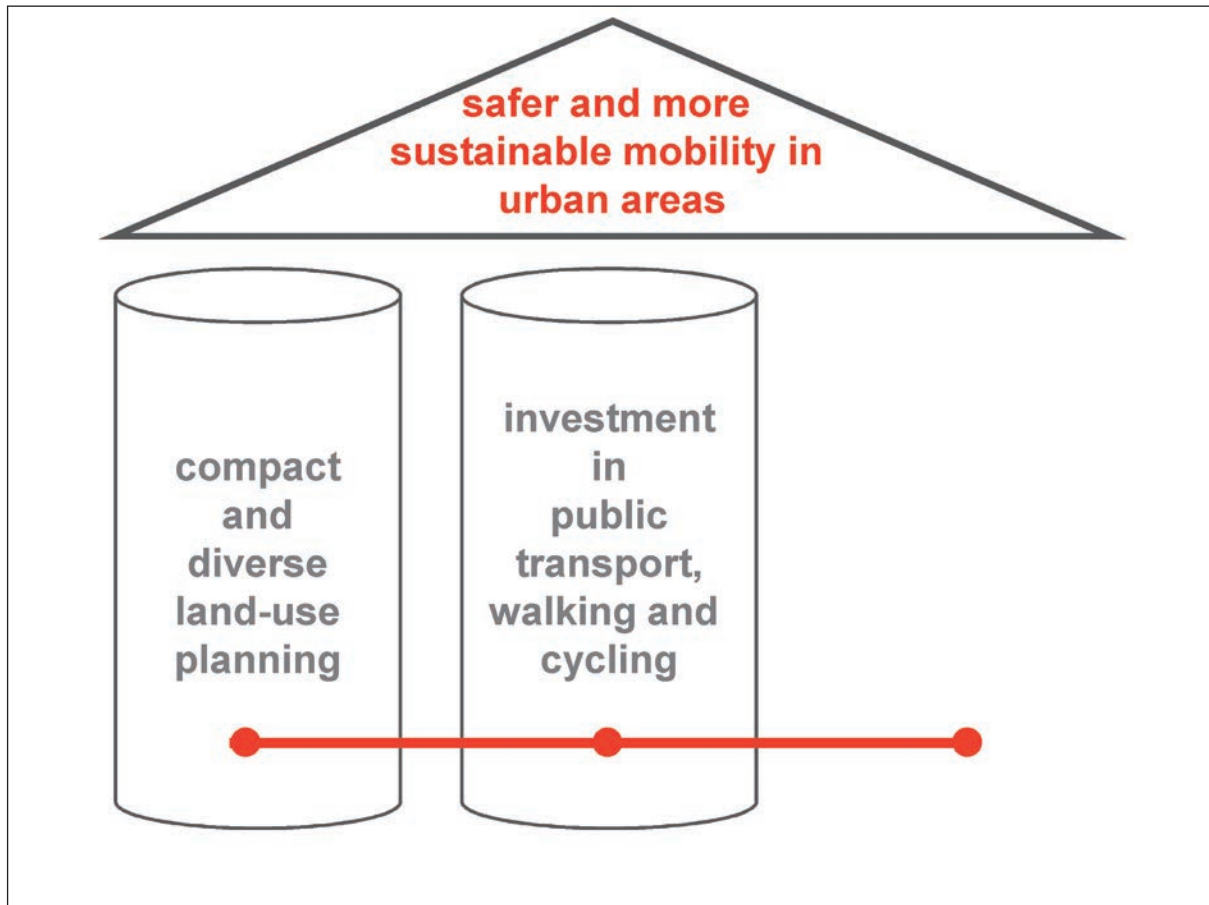 safer and more
sustainable mobility in
urban areas
compact
and
diverse
land-use
planning
investment
in
public
transport,
walking and
cycling